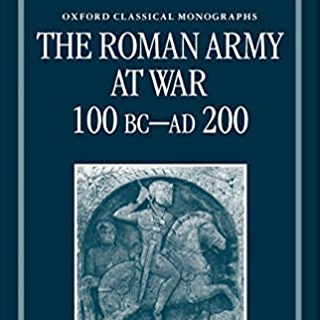 OXFORD CLASSICAL MONOGRAPHS
THE ROMAN ARMY
AT WAR
100 BC—AD 200